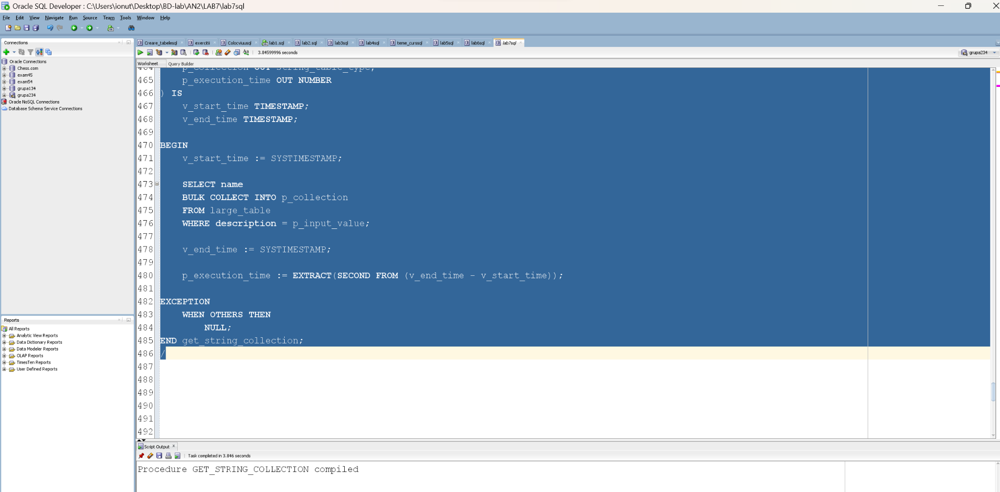 Oracle SQL Developer : C:\Users\ionut\Desktop\BD-lab\AN2\LAB7\lab7sql
File Edit View Navigate Run Source Team Tools Window Help
Connections
Oracle Connections
Chess.com
exam45
exam54
grupa134
grupa234
Oracle NoSQL Connections
Database Schema Service Connections
Reports
All Reports
Analytic View Reports
Data Dictionary Reports
Data Modeler Reports
OLAP Reports
TimesTen Reports
User Defined Reports
Creare_tabelesql exercitii Colocviuusql lab1.sql lab2.sql lab3sql lab4sql teme_curssql lab5sql lab6sql lab7sql
3.84599996 seconds grupa234
Worksheet Query Builder
464 p_collection OUT string_table_type,
465 p_execution_time OUT NUMBER
466 ) IS
467 v_start_time TIMESTAMP;
468 v_end_time TIMESTAMP;
469
470 BEGIN
471 v_start_time := SYSTIMESTAMP;
472
473 SELECT name
474 BULK COLLECT INTO p_collection
475 FROM large_table
476 WHERE description = p_input_value;
477
478 v_end_time := SYSTIMESTAMP;
479
480 p_execution_time := EXTRACT(SECOND FROM (v_end_time - v_start_time));
481
482 EXCEPTION
483 WHEN OTHERS THEN
484 NULL;
485 END get_string_collection;
486 /
487
488
489
490
491
492
Script Output
Task completed in 3.846 seconds
Procedure GET_STRING_COLLECTION compiled